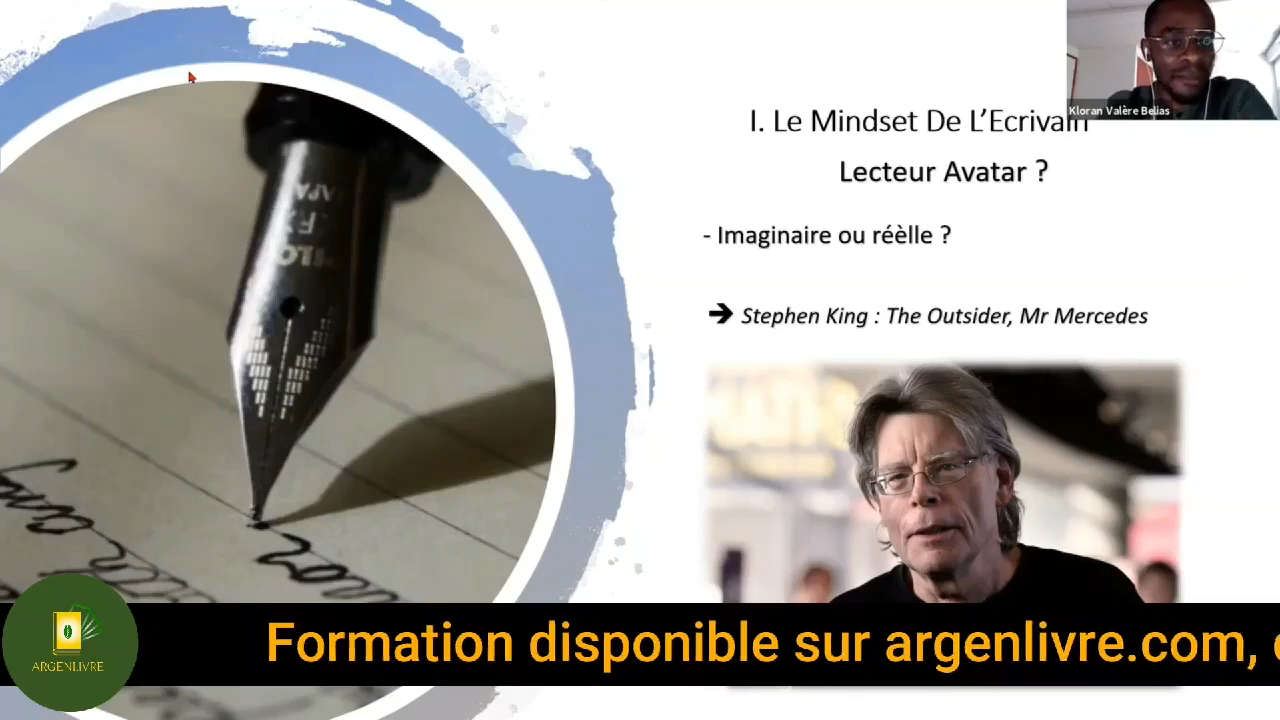 Kloran Valère Belias
I. Le Mindset De L'Ecrivain
Lecteur Avatar ?
- Imaginaire ou réèlle ?
➔ Stephen King : The Outsider, Mr Mercedes
ARGENLIVRE
Formation disponible sur argenlivre.com,